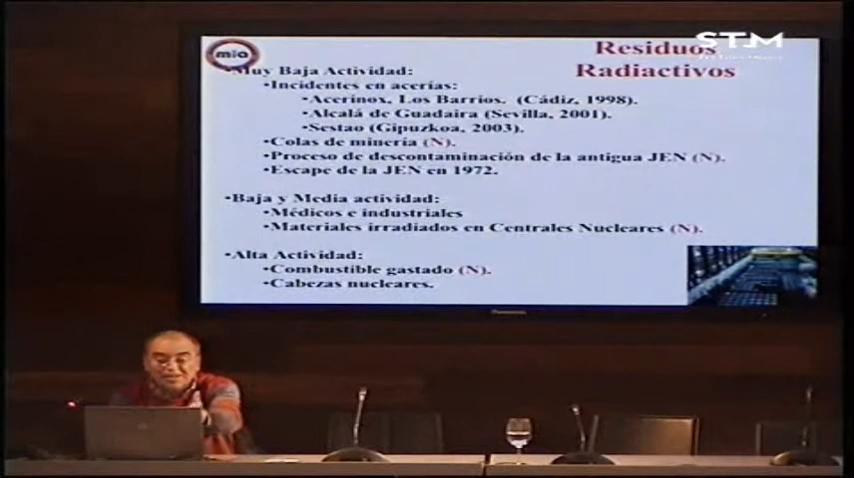 STM
mia
Residuos
Radiactivos
•Muy Baja Actividad:
•Incidentes en acerías:
•Acerinox, Los Barrios. (Cádiz, 1998).
•Alcalá de Guadaira (Sevilla, 2001).
•Sestao (Gipuzkoa, 2003).
•Colas de minería (N).
•Proceso de descontaminación de la antigua JEN (N).
•Escape de la JEN en 1972.
•Baja y Media actividad:
•Médicos e industriales
•Materiales irradiados en Centrales Nucleares (N).
•Alta Actividad:
•Combustible gastado (N).
•Cabezas nucleares.
Panasonic